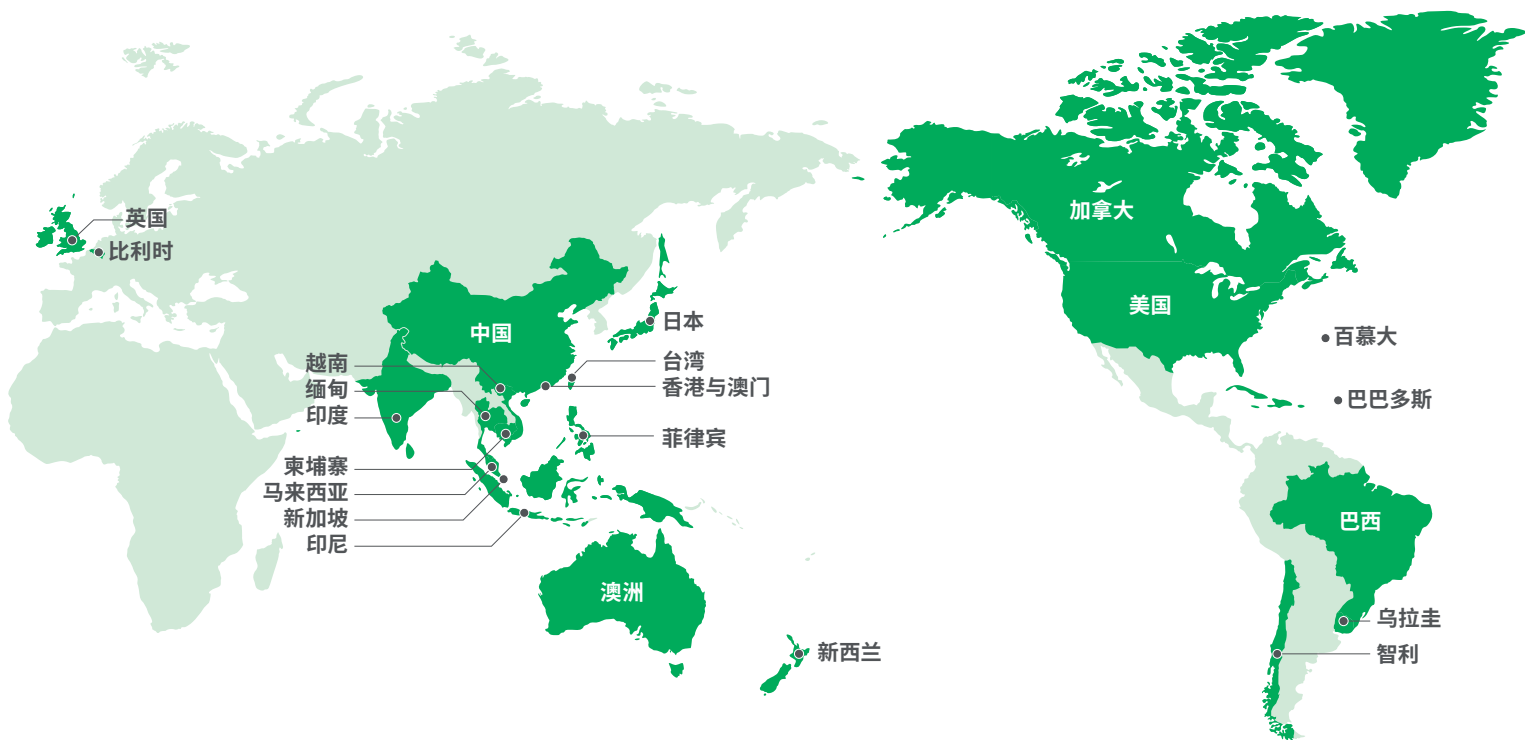 英国
比利时
中国
日本
越南
台湾
缅甸
香港与澳门
印度
菲律宾
柬埔寨
马来西亚
新加坡
印尼
澳洲
新西兰
加拿大
美国
百慕大
巴巴多斯
巴西
乌拉圭
智利